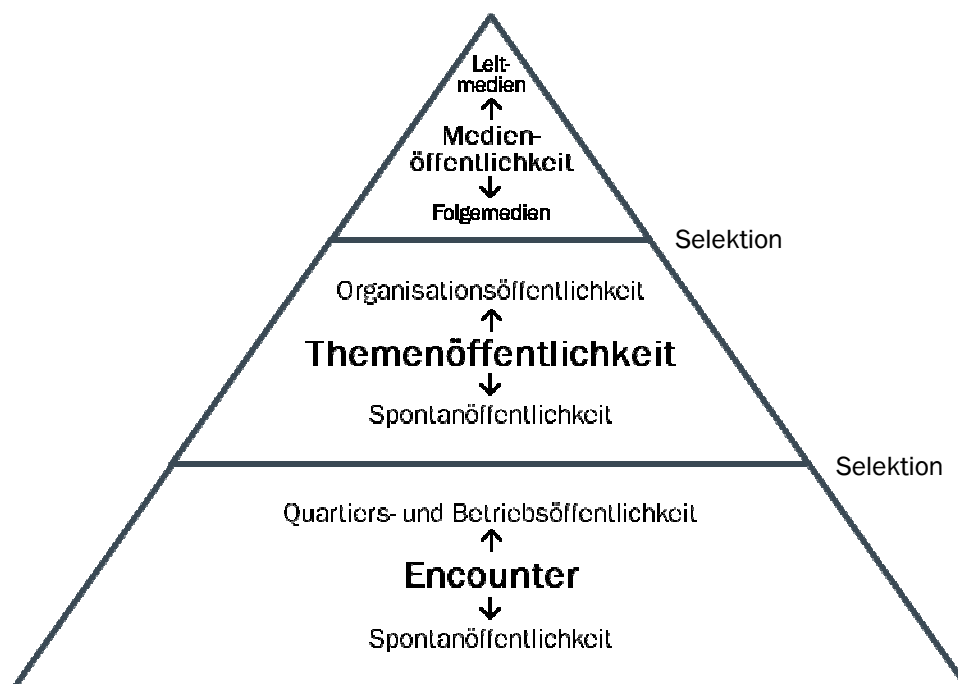 Leit-
medien
Medien-
öffentlichkeit
Folgemedien
Selektion
Organisationsöffentlichkeit
Themenöffentlichkeit
Spontanöffentlichkeit
Selektion
Quartiers- und Betriebsöffentlichkeit
Encounter
Spontanöffentlichkeit